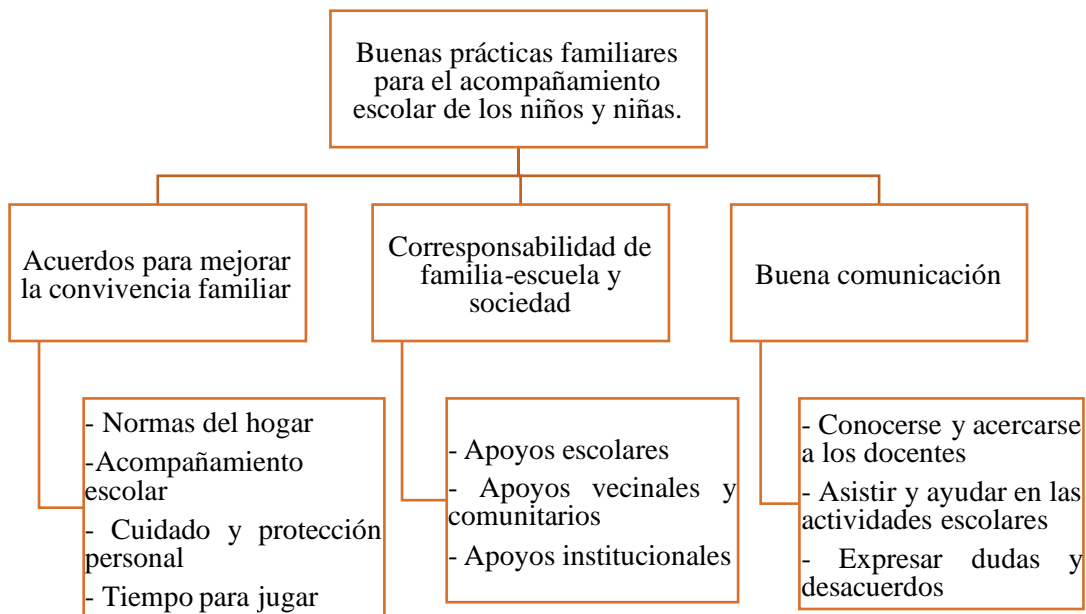 Buenas prácticas familiares
para el acompañamiento
escolar de los niños y niñas.
Acuerdos para mejorar
la convivencia familiar
Corresponsabilidad de
familia-escuela y
sociedad
Buena comunicación
- Normas del hogar
-Acompañamiento
escolar
- Cuidado y protección
personal
- Tiempo para jugar
- Apoyos escolares
- Apoyos vecinales y
comunitarios
- Apoyos institucionales
- Conocerse y acercarse
a los docentes
- Asistir y ayudar en las
actividades escolares
- Expresar dudas y
desacuerdos